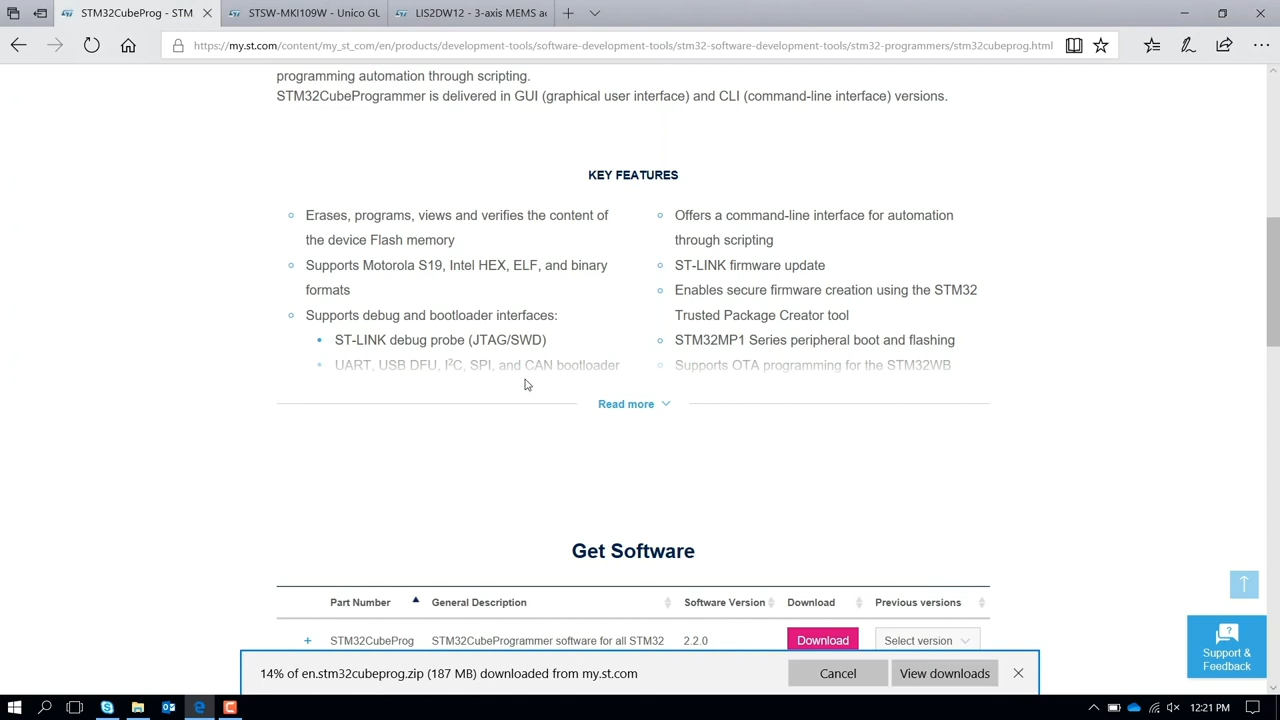 STM32CubeProg - STM
STSW-MKI109W - Unico GU
LIS2DW12 - 3-axis MEMS ac
https://my.st.com/content/my_st_com/en/products/development-tools/software-development-tools/stm32-software-development-tools/stm32-programmers/stm32cubeprog.html
programming automation through scripting.
STM32CubeProgrammer is delivered in GUI (graphical user interface) and CLI (command-line interface) versions.
KEY FEATURES
Erases, programs, views and verifies the content of
the device Flash memory
Supports Motorola S19, Intel HEX, ELF, and binary
formats
Supports debug and bootloader interfaces:
ST-LINK debug probe (JTAG/SWD)
UART, USB DFU, I²C, SPI, and CAN bootloader
Offers a command-line interface for automation
through scripting
ST-LINK firmware update
Enables secure firmware creation using the STM32
Trusted Package Creator tool
STM32MP1 Series peripheral boot and flashing
Supports OTA programming for the STM32WB
Read more
Get Software
Part Number General Description Software Version Download Previous versions
+ STM32CubeProg STM32CubeProgrammer software for all STM32 2.2.0 Download Select version
Support &
Feedback
14% of en.stm32cubeprog.zip (187 MB) downloaded from my.st.com Cancel View downloads
12:21 PM